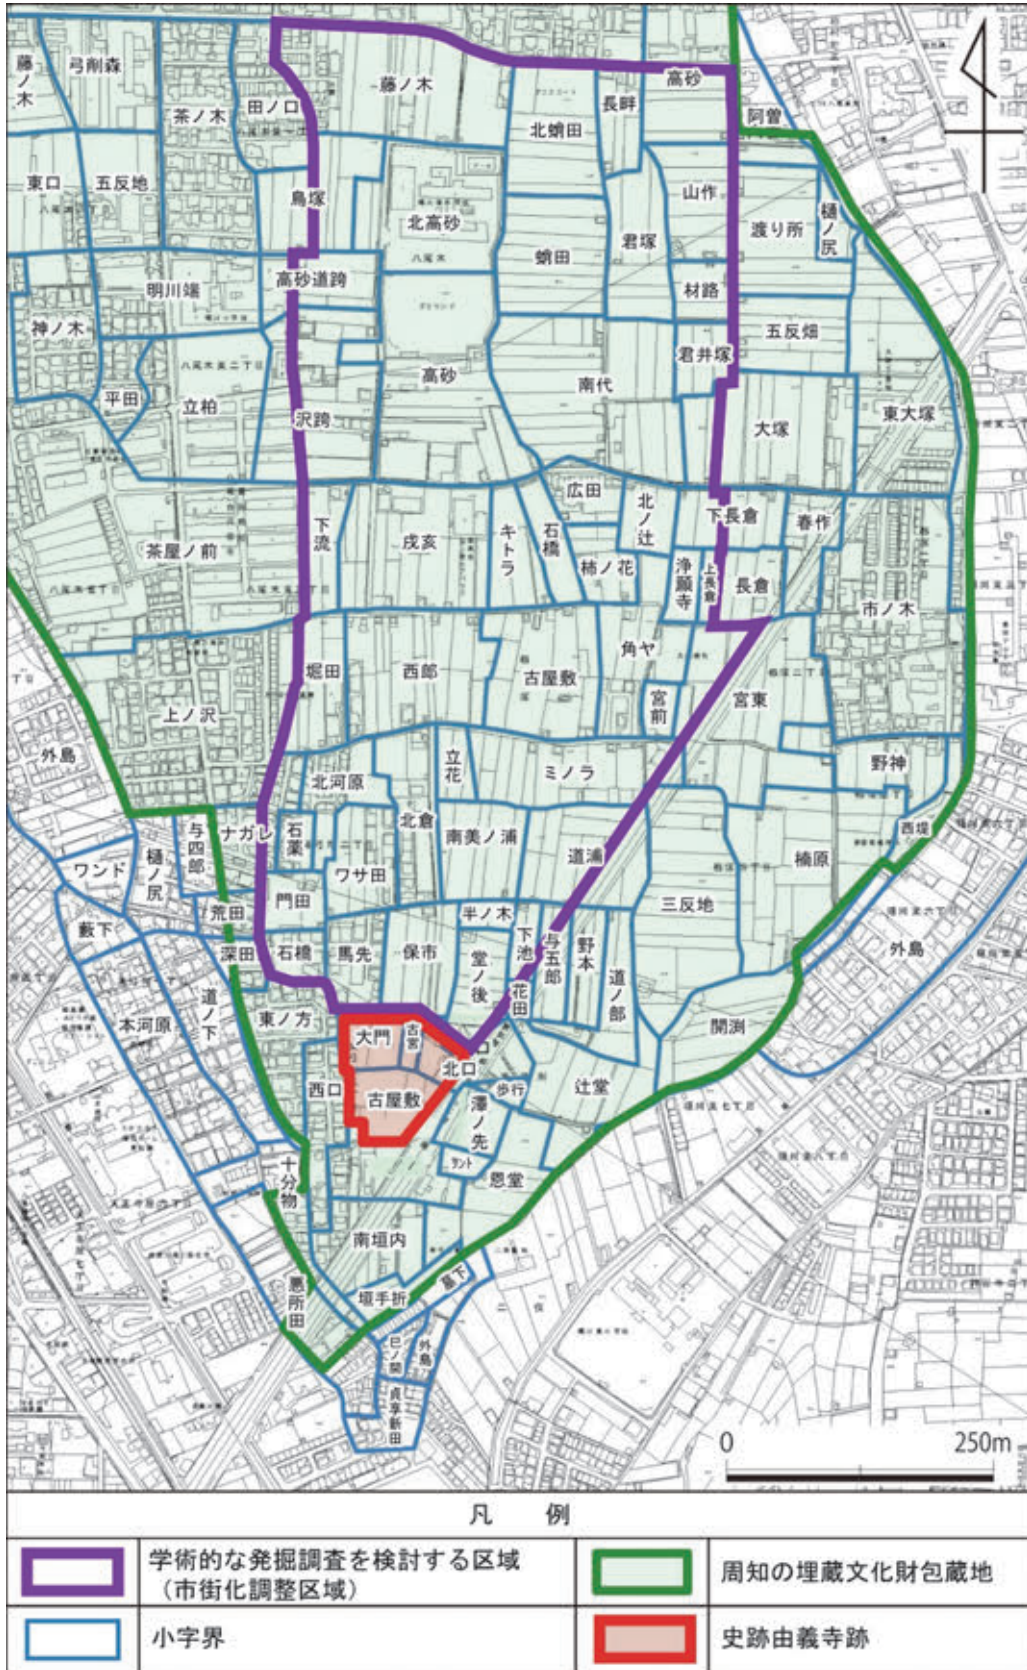 藤ノ木
弓削森
茶ノ木
田ノ口
藤ノ木
高砂
長畔
北蛸田
阿曽
東口
五反地
鳥塚
北高砂
山作
渡り所
樋ノ尻
君塚
蛸田
明川端
高砂道跨
材路
神ノ木
五反畑
君井塚
八尾木東二丁目
高砂
南代
平田
立柏
沢跨
大塚
東大塚
下流
戌亥
キトラ
石橋
広田
北ノ辻
下長倉
春作
茶屋ノ前
柿ノ花
浄願寺
上長倉
長倉
市ノ木
堀田
西郎
古屋敷
角ヤ
宮前
宮東
上ノ沢
外島
北河原
立花
ミノラ
野神
与四郎
ナガレ
石薬
北倉
南美ノ浦
道浦
西堤
楠原
ワンド
樋ノ尻
ワサ田
三反地
荒田
門田
半ノ木
藪下
深田
石橋
馬先
保市
堂ノ後
下池
与五郎
野本
外島
道ノ下
花田
道ノ部
本河原
東ノ方
大門
古宮
開渕
北口
西口
古屋敷
歩行
辻堂
澤ノ先
サント
恩堂
十分物
南垣内
墓下
悪所田
垣手折
巳ノ開
外島
貞享新田
0
250m
凡 例
学術的な発掘調査を検討する区域
（市街化調整区域）
周知の埋蔵文化財包蔵地
小字界
史跡由義寺跡